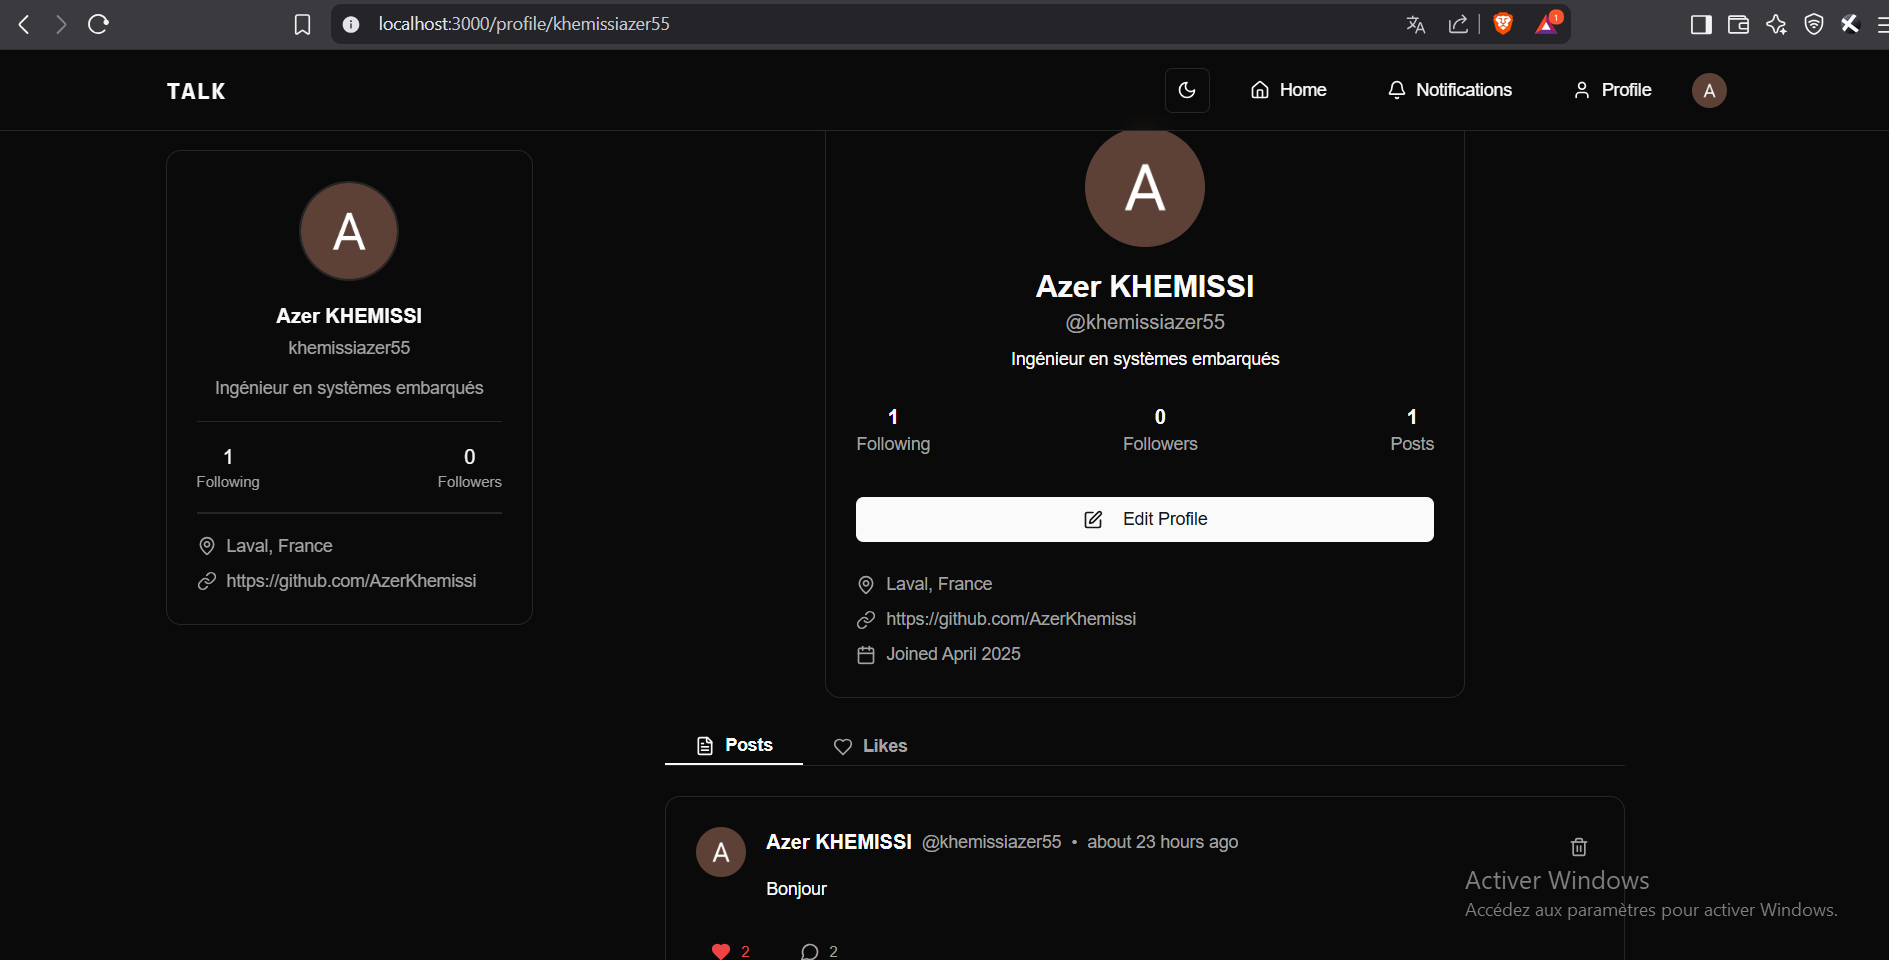 localhost:3000/profile/khemissiazer55
1
TALK
Home
Notifications
Profile
A
A
Azer KHEMISSI
khemissiazer55
Ingénieur en systèmes embarqués
1
Following
0
Followers
Laval, France
https://github.com/AzerKhemissi
A
Azer KHEMISSI
@khemissiazer55
Ingénieur en systèmes embarqués
1
Following
0
Followers
1
Posts
Edit Profile
Laval, France
https://github.com/AzerKhemissi
Joined April 2025
Posts
Likes
A
Azer KHEMISSI @khemissiazer55 • about 23 hours ago
Bonjour
2
2
Activer Windows
Accédez aux paramètres pour activer Windows.